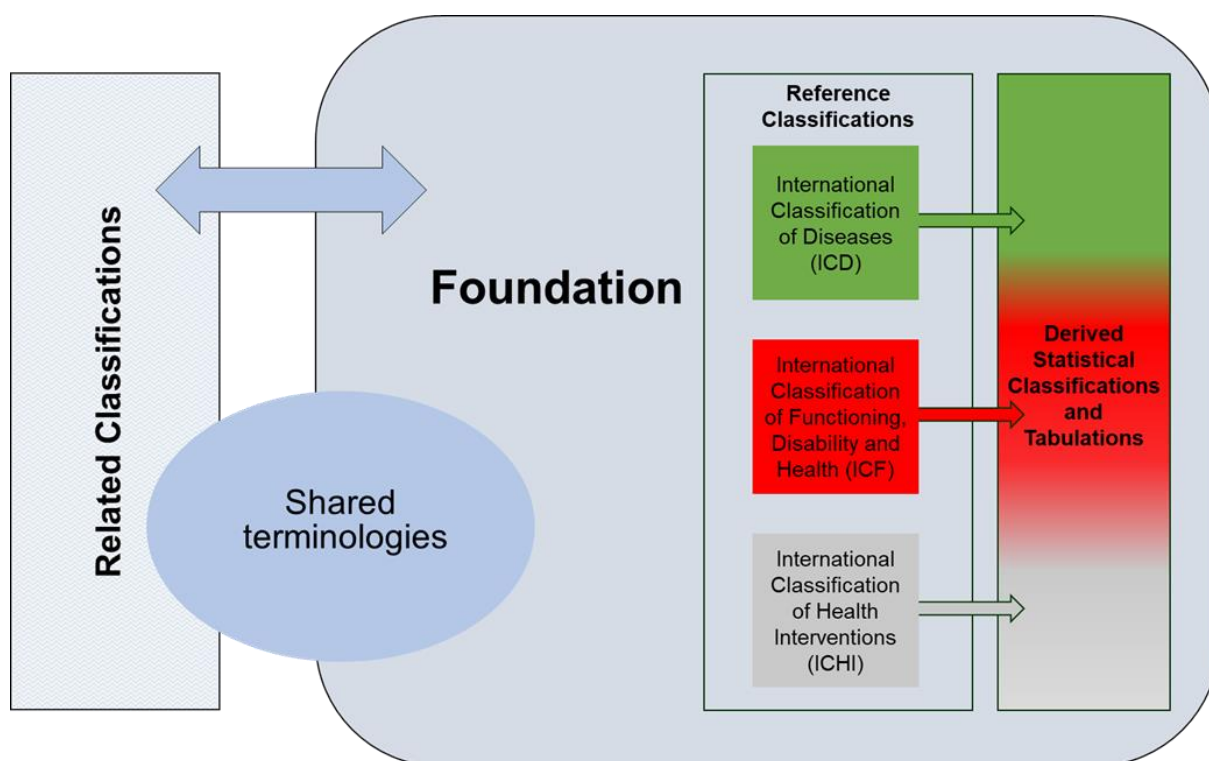 Related Classifications
Foundation
Shared
terminologies
Reference
Classifications
International
Classification
of Diseases
(ICD)
International
Classification
of Functioning,
Disability and
Health (ICF)
International
Classification
of Health
Interventions
(ICHI)
Derived
Statistical
Classifications
and
Tabulations